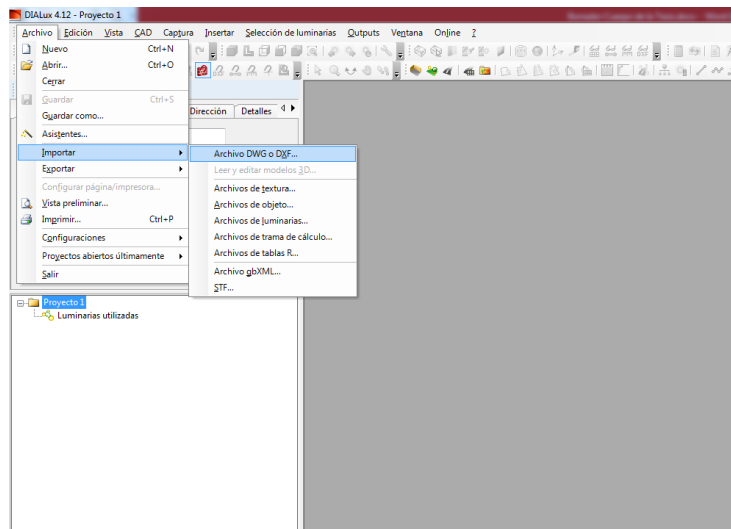 DIALux 4.12 - Proyecto 1
Archivo Edición Vista CAD Captura Insertar Selección de luminarias Outputs Ventana Online ?
Nuevo Ctrl+N
Abrir... Ctrl+O
Cerrar
Guardar Ctrl+S
Guardar como...
Dirección Detalles
Asistentes...
Importar
Archivo DWG o DXF...
Exportar
Leer y editar modelos 3D...
Configurar página/impresora...
Archivos de textura...
Vista preliminar...
Archivos de objeto...
Imprimir... Ctrl+P
Archivos de luminarias...
Configuraciones
Archivos de trama de cálculo...
Proyectos abiertos últimamente
Archivos de tablas R...
Salir
Archivo gbXML...
STF...
Proyecto 1
Luminarias utilizadas